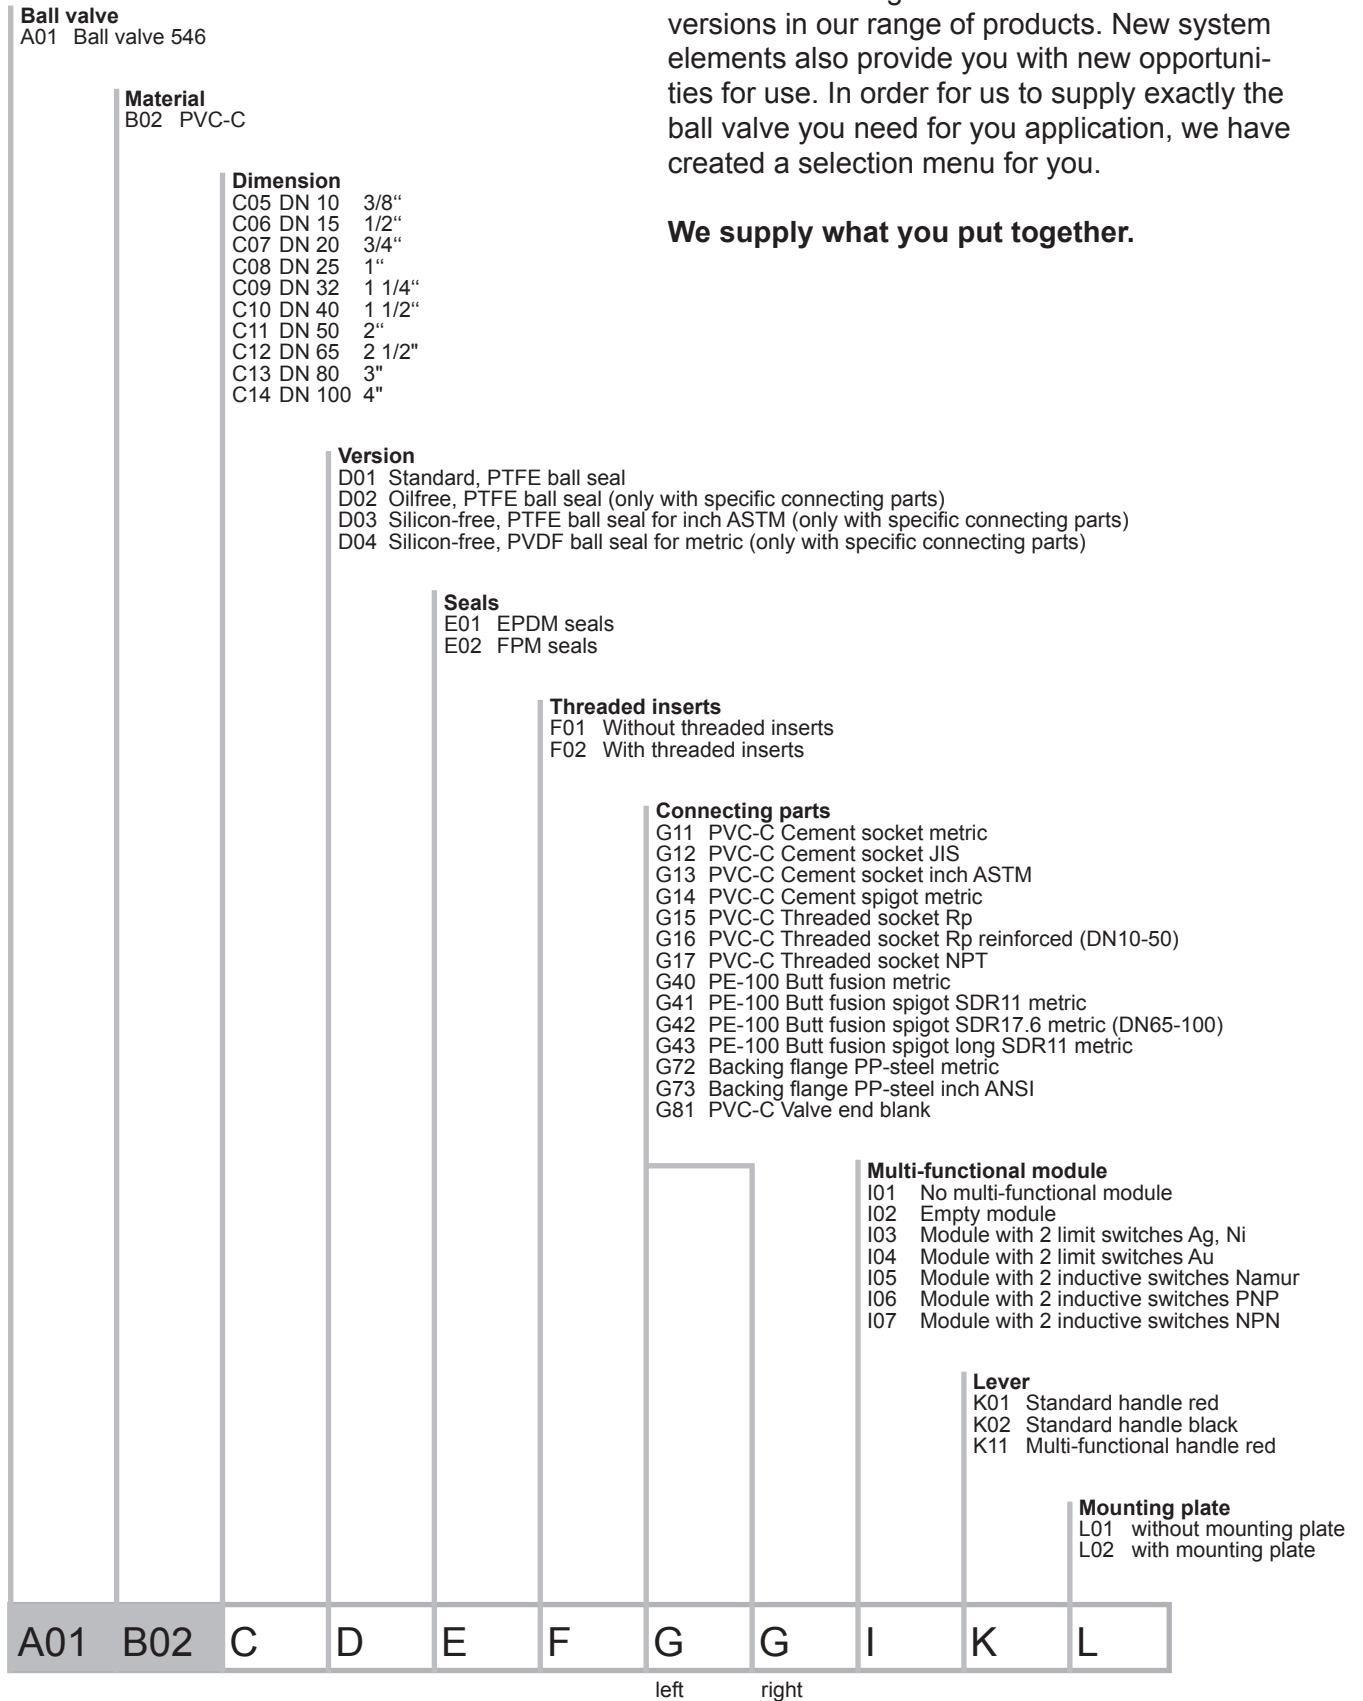 Ball valve
A01 Ball valve 546
versions in our range of products. New system
elements also provide you with new opportuni-
ties for use. In order for us to supply exactly the
ball valve you need for you application, we have
created a selection menu for you.
We supply what you put together.
Material
B02 PVC-C
Dimension
C05 DN 10 3/8“
C06 DN 15 1/2“
C07 DN 20 3/4“
C08 DN 25 1“
C09 DN 32 1 1/4“
C10 DN 40 1 1/2“
C11 DN 50 2“
C12 DN 65 2 1/2"
C13 DN 80 3"
C14 DN 100 4"
Version
D01 Standard, PTFE ball seal
D02 Oilfree, PTFE ball seal (only with specific connecting parts)
D03 Silicon-free, PTFE ball seal for inch ASTM (only with specific connecting parts)
D04 Silicon-free, PVDF ball seal for metric (only with specific connecting parts)
Seals
E01 EPDM seals
E02 FPM seals
Threaded inserts
F01 Without threaded inserts
F02 With threaded inserts
Connecting parts
G11 PVC-C Cement socket metric
G12 PVC-C Cement socket JIS
G13 PVC-C Cement socket inch ASTM
G14 PVC-C Cement spigot metric
G15 PVC-C Threaded socket Rp
G16 PVC-C Threaded socket Rp reinforced (DN10-50)
G17 PVC-C Threaded socket NPT
G40 PE-100 Butt fusion metric
G41 PE-100 Butt fusion spigot SDR11 metric
G42 PE-100 Butt fusion spigot SDR17.6 metric (DN65-100)
G43 PE-100 Butt fusion spigot long SDR11 metric
G72 Backing flange PP-steel metric
G73 Backing flange PP-steel inch ANSI
G81 PVC-C Valve end blank
Multi-functional module
I01 No multi-functional module
I02 Empty module
I03 Module with 2 limit switches Ag, Ni
I04 Module with 2 limit switches Au
I05 Module with 2 inductive switches Namur
I06 Module with 2 inductive switches PNP
I07 Module with 2 inductive switches NPN
Lever
K01 Standard handle red
K02 Standard handle black
K11 Multi-functional handle red
Mounting plate
L01 without mounting plate
L02 with mounting plate
A01 B02 C D E F G G I K L
left right